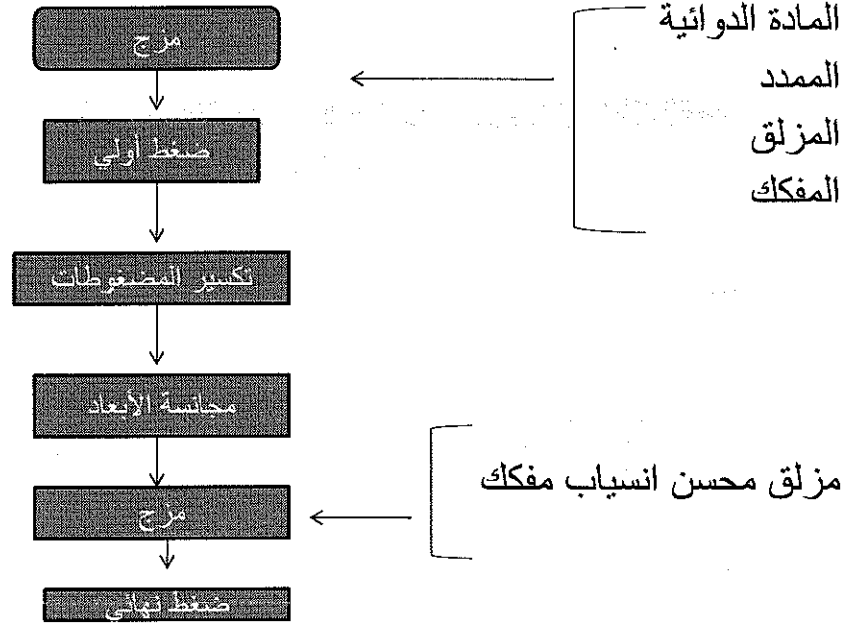 مزج
المادة الدوائية
الممدد
المزلق
المفكك
ضغط أولي
تكسير المضغوطات
مجانسة الأبعاد
مزج
مزلق محسن انسياب مفكك
ضغط نهائي